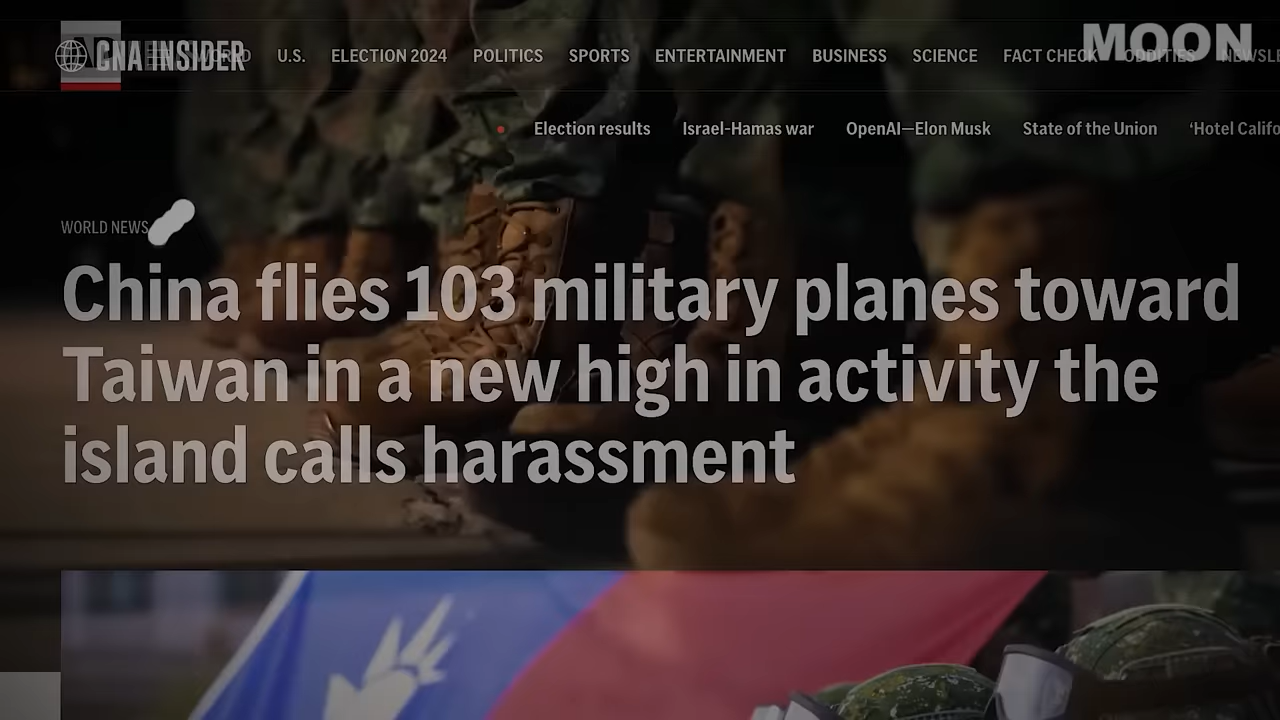 CNA INSIDER
MOON
WORLD U.S. ELECTION 2024 POLITICS SPORTS ENTERTAINMENT BUSINESS SCIENCE FACT CHECK ODDITIES
Election results Israel-Hamas war OpenAI—Elon Musk State of the Union
WORLD NEWS
China flies 103 military planes toward
Taiwan in a new high in activity the
island calls harassment